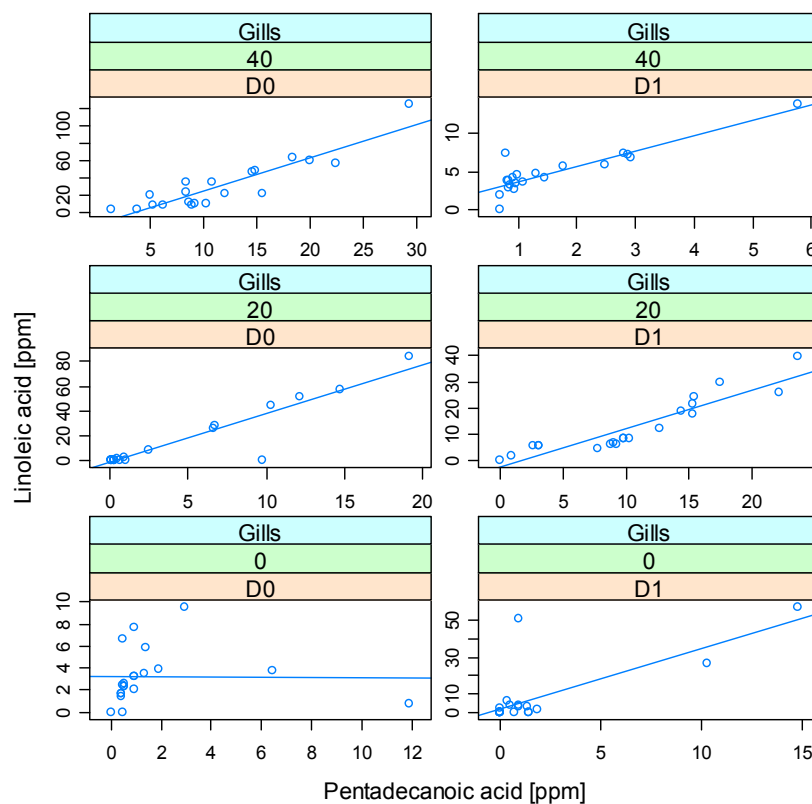 Gills Gills
40 40
D0 D1
0 20 60 100
0 5 10
5 10 15 20 25 30
1 2 3 4 5 6
Gills Gills
20 20
D0 D1
0 20 40 60 80
0 10 20 30 40
0 5 10 15 20
0 5 10 15 20
Gills Gills
0 0
D0 D1
0 2 4 6 8 10
0 10 30 50
0 2 4 6 8 10 12
0 5 10 15
Linoleic acid [ppm]
Pentadecanoic acid [ppm]